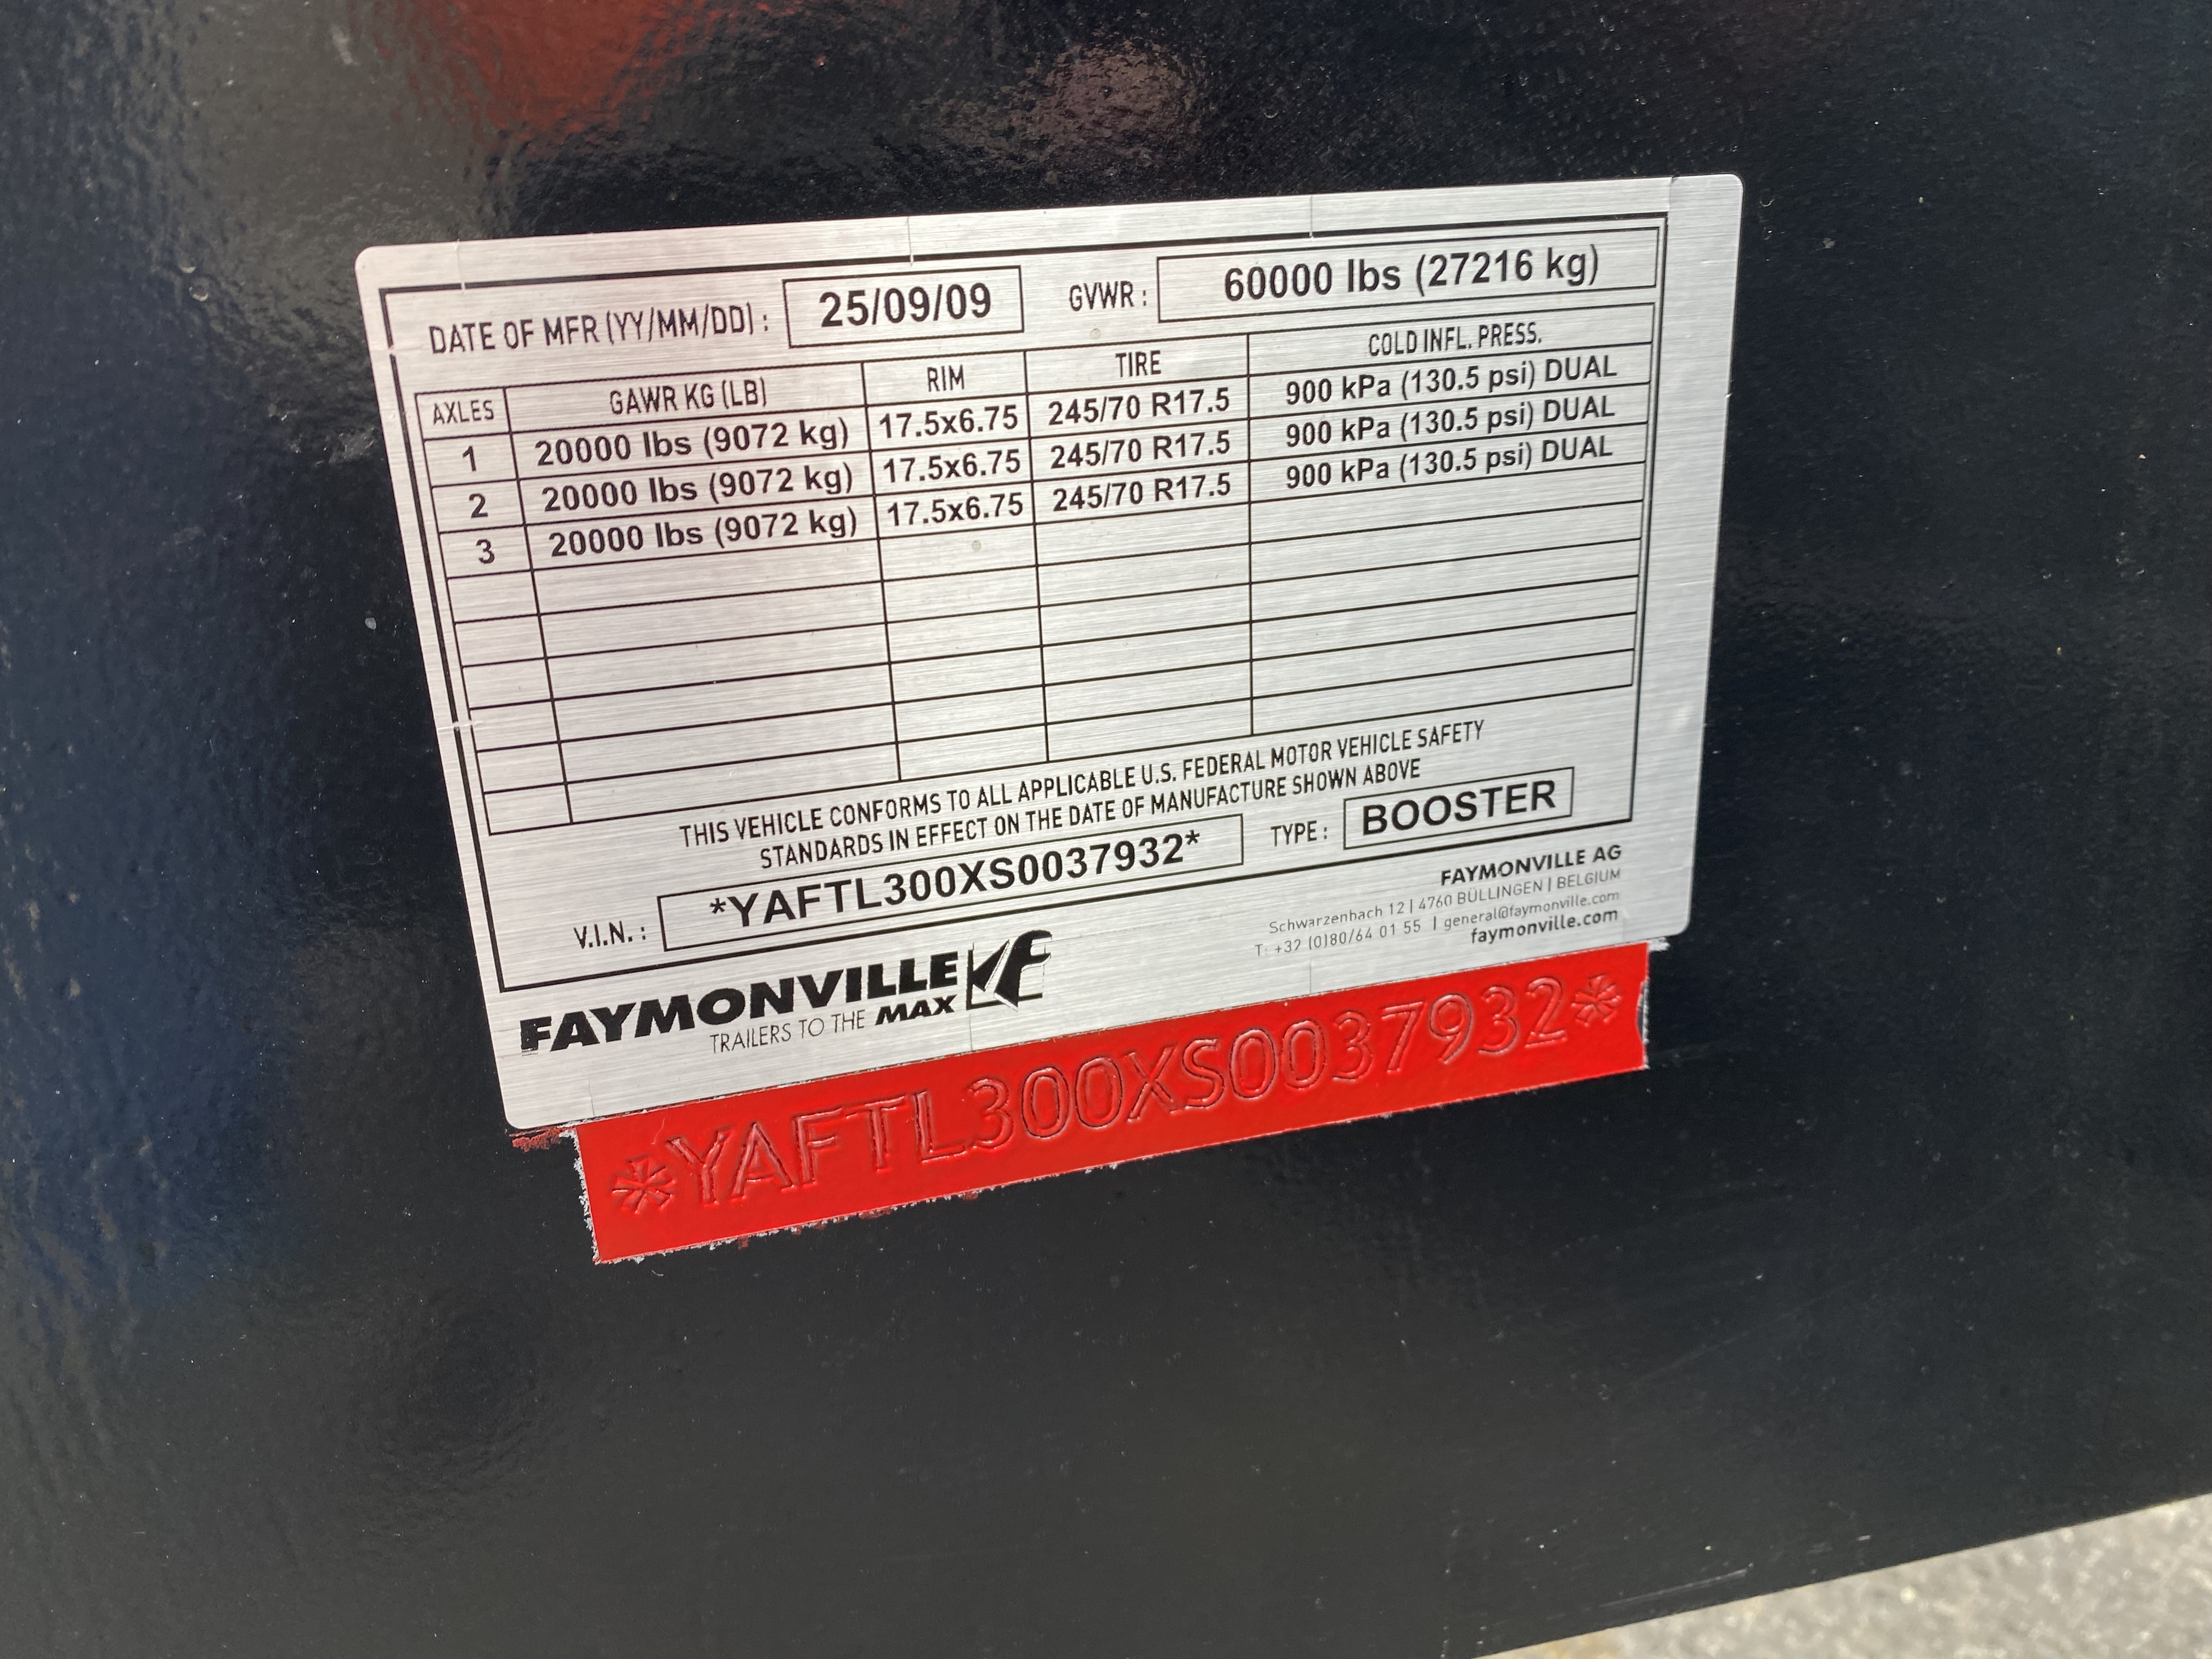 DATE OF MFR (YY/MM/DD) : 25/09/09 GVWR : 60000 lbs (27216 kg)
AXLES GAWR KG (LB) RIM TIRE COLD INFL. PRESS.
1 20000 lbs (9072 kg) 17.5x6.75 245/70 R17.5 900 kPa (130.5 psi) DUAL
2 20000 lbs (9072 kg) 17.5x6.75 245/70 R17.5 900 kPa (130.5 psi) DUAL
3 20000 lbs (9072 kg) 17.5x6.75 245/70 R17.5 900 kPa (130.5 psi) DUAL
THIS VEHICLE CONFORMS TO ALL APPLICABLE U.S. FEDERAL MOTOR VEHICLE SAFETY
STANDARDS IN EFFECT ON THE DATE OF MANUFACTURE SHOWN ABOVE
V.I.N. : *YAFTL300XS0037932* TYPE : BOOSTER
FAYMONVILLE
TRAILERS TO THE MAX
FAYMONVILLE AG
Schwarzenbach 12 | 4760 BÜLLINGEN | BELGIUM
T: +32 (0)80/64 01 55 | general@faymonville.com
faymonville.com
*YAFTL300XS0037932*